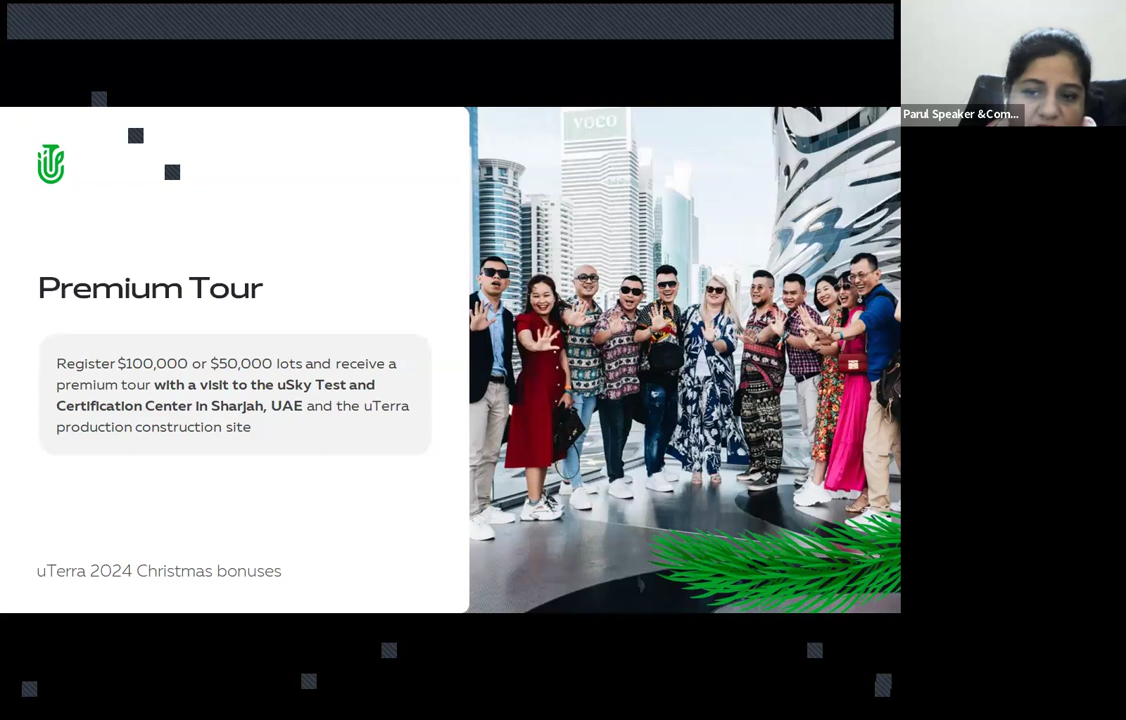 Parul Speaker &Com...
VOCO
Premium Tour
Register $100,000 or $50,000 lots and receive a
premium tour with a visit to the uSky Test and
Certification Center in Sharjah, UAE and the uTerra
production construction site
uTerra 2024 Christmas bonuses